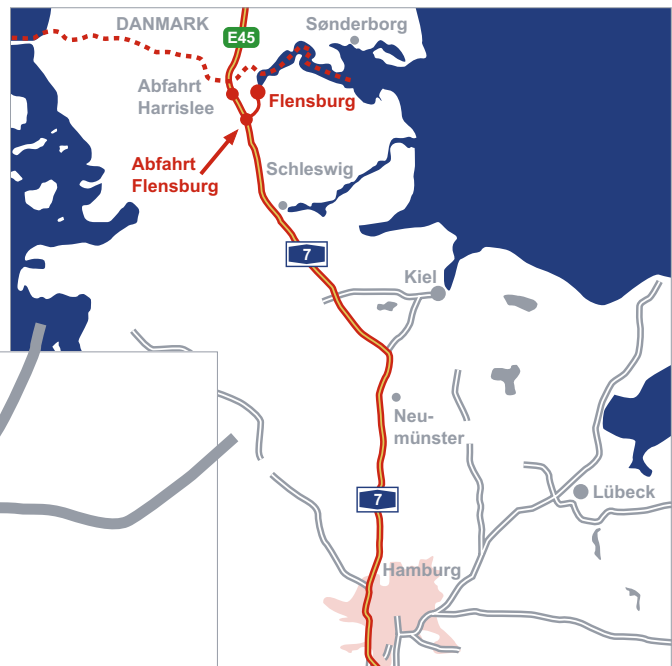 DANMARK
Sønderborg
E45
Abfahrt
Harrislee
Flensburg
Abfahrt
Flensburg
Schleswig
7
Kiel
Neu-
münster
7
Lübeck
Hamburg